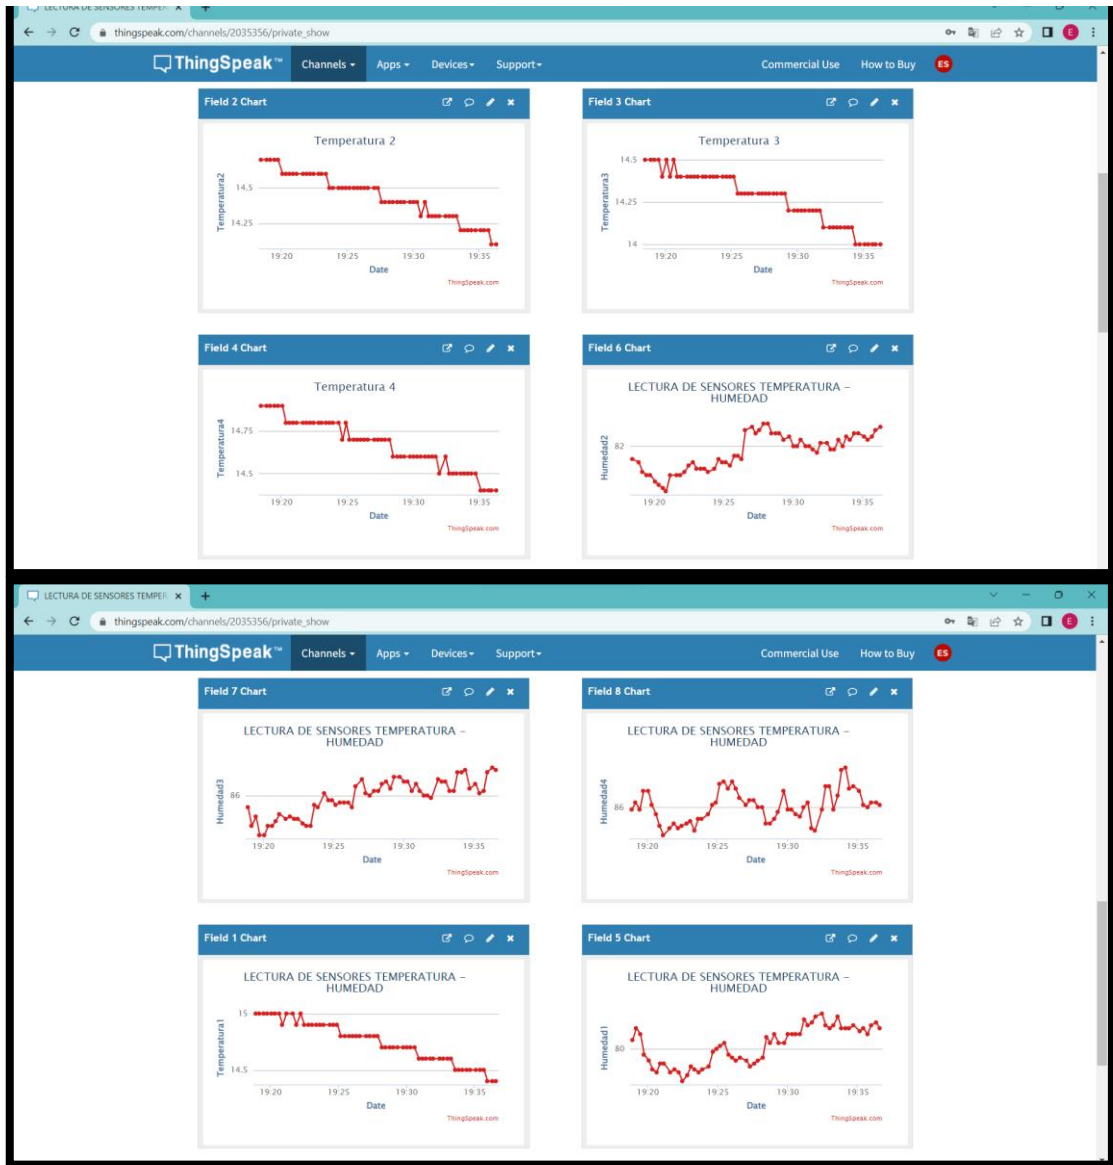 LECTURA DE SENSORES TEMPER
thingspeak.com/channels/2035356/private_show
E
ThingSpeak™ Channels Apps Devices Support Commercial Use How to Buy ES
Field 2 Chart
Temperatura 2
Temperatura2
14.5
14.25
19:20 19:25 19:30 19:35
Date
ThingSpeak.com
Field 3 Chart
Temperatura 3
Temperatura3
14.5
14.25
14
19:20 19:25 19:30 19:35
Date
ThingSpeak.com
Field 4 Chart
Temperatura 4
Temperatura4
14.75
14.5
19:20 19:25 19:30 19:35
Date
ThingSpeak.com
Field 6 Chart
LECTURA DE SENSORES TEMPERATURA –
HUMEDAD
Humedad2
82
19:20 19:25 19:30 19:35
Date
ThingSpeak.com
LECTURA DE SENSORES TEMPER
thingspeak.com/channels/2035356/private_show
E
ThingSpeak™ Channels Apps Devices Support Commercial Use How to Buy ES
Field 7 Chart
LECTURA DE SENSORES TEMPERATURA –
HUMEDAD
Humedad3
86
19:20 19:25 19:30 19:35
Date
ThingSpeak.com
Field 8 Chart
LECTURA DE SENSORES TEMPERATURA –
HUMEDAD
Humedad4
86
19:20 19:25 19:30 19:35
Date
ThingSpeak.com
Field 1 Chart
LECTURA DE SENSORES TEMPERATURA –
HUMEDAD
Temperatura1
15
14.5
19:20 19:25 19:30 19:35
Date
ThingSpeak.com
Field 5 Chart
LECTURA DE SENSORES TEMPERATURA –
HUMEDAD
Humedad1
80
19:20 19:25 19:30 19:35
Date
ThingSpeak.com